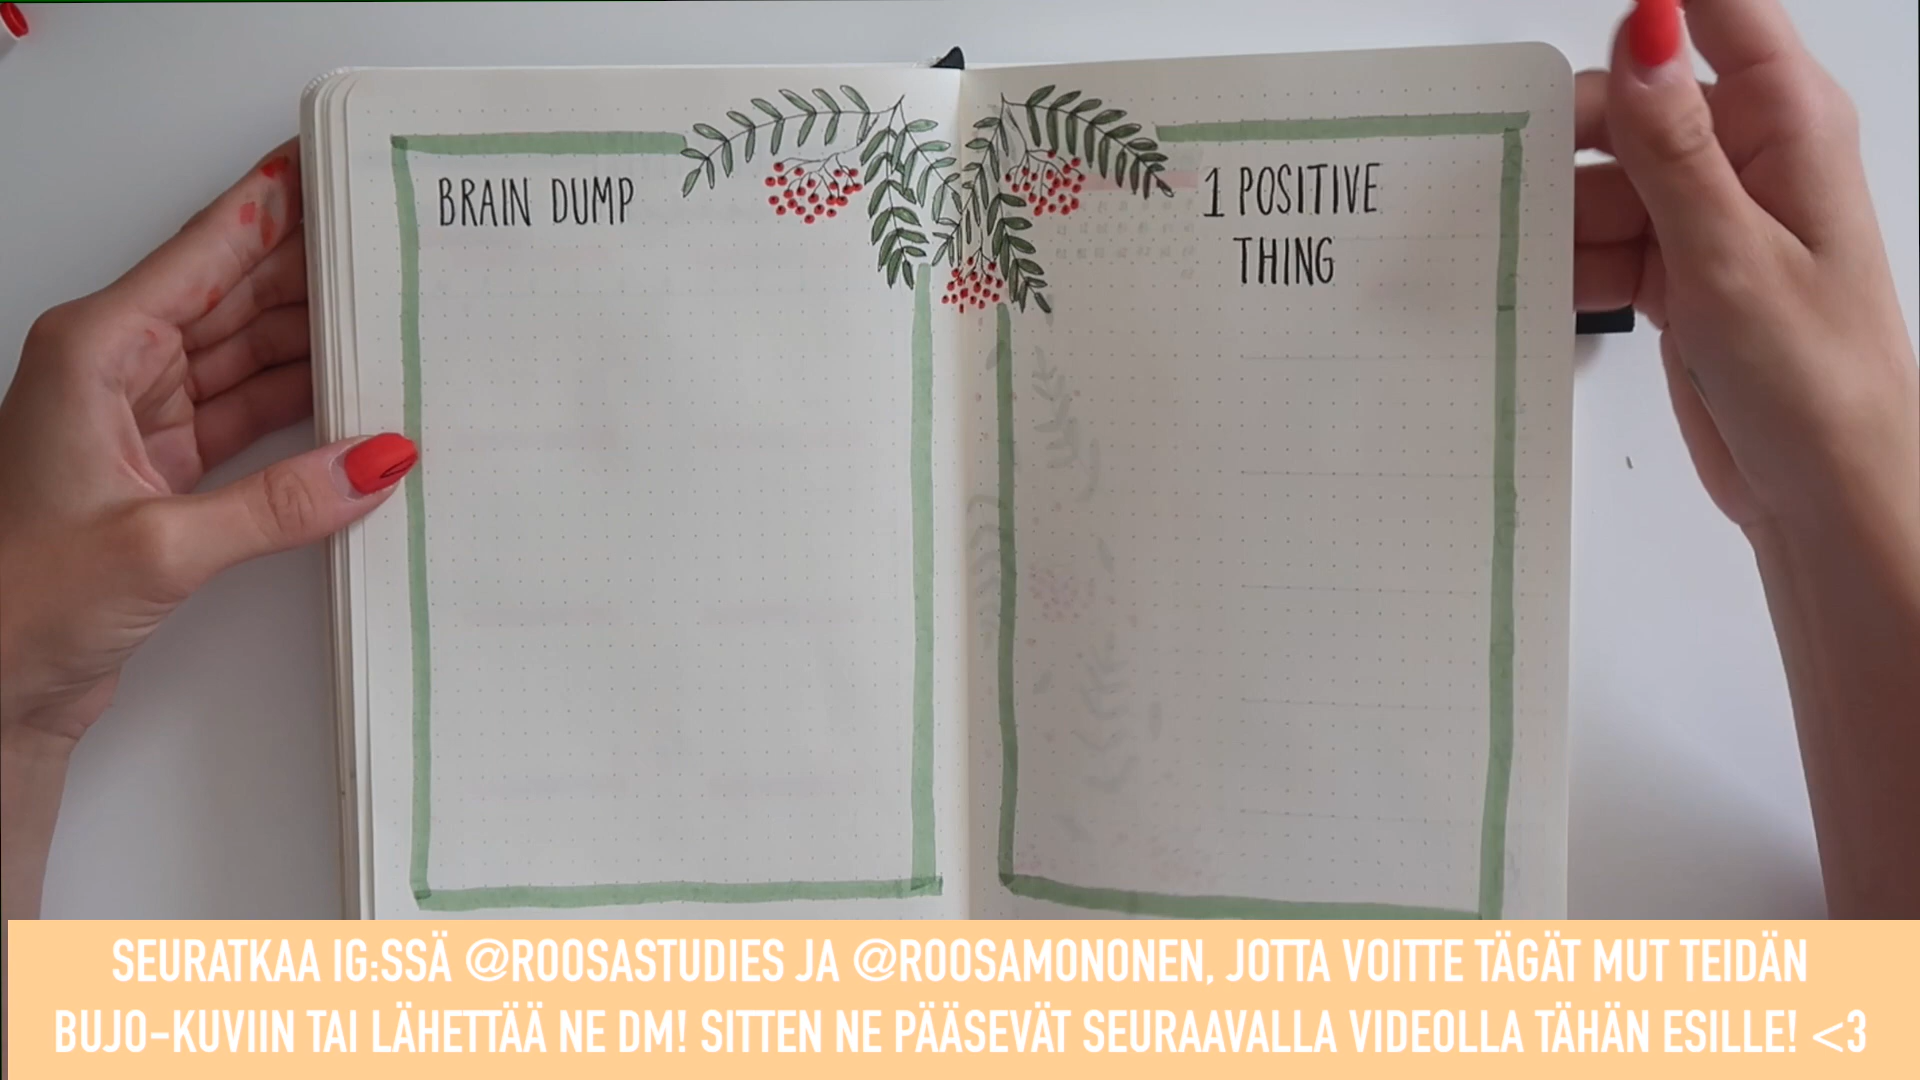 BRAIN DUMP
1 POSITIVE
THING
SEURATKAA IG:SSÄ @ROOSASTUDIES JA @ROOSAMONONEN, JOTTA VOITTE TÄGÄT MUT TEIDÄN
BUJO-KUVIIN TAI LÄHETTÄÄ NE DM! SITTEN NE PÄÄSEVÄT SEURAAVALLA VIDEOLLA TÄHÄN ESILLE! <3